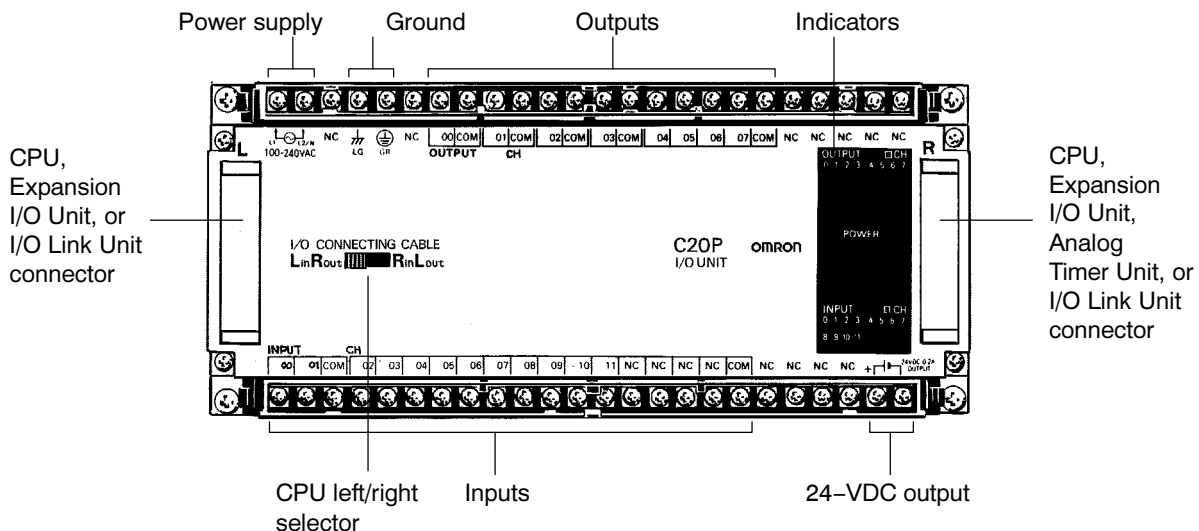 Power supply Ground Outputs Indicators
L1 L2/N NC LG GR NC 00 COM 01 COM 02 COM 03 COM 04 05 06 07 COM NC NC NC NC NC
100-240VAC OUTPUT CH
L
R
OUTPUT CH
0 1 2 3 4 5 6 7
POWER
INPUT CH
0 1 2 3 4 5 6 7
8 9 10 11
CPU,
Expansion
I/O Unit, or
I/O Link Unit
connector
I/O CONNECTING CABLE
LinRout RinLout
C20P
I/O UNIT
OMRON
CPU,
Expansion
I/O Unit,
Analog
Timer Unit, or
I/O Link Unit
connector
INPUT CH
00 01 COM 02 03 04 05 06 07 08 09 10 11 NC NC NC NC COM NC NC NC NC + 24VDC 0.2A
OUTPUT
CPU left/right
selector
Inputs
24–VDC output